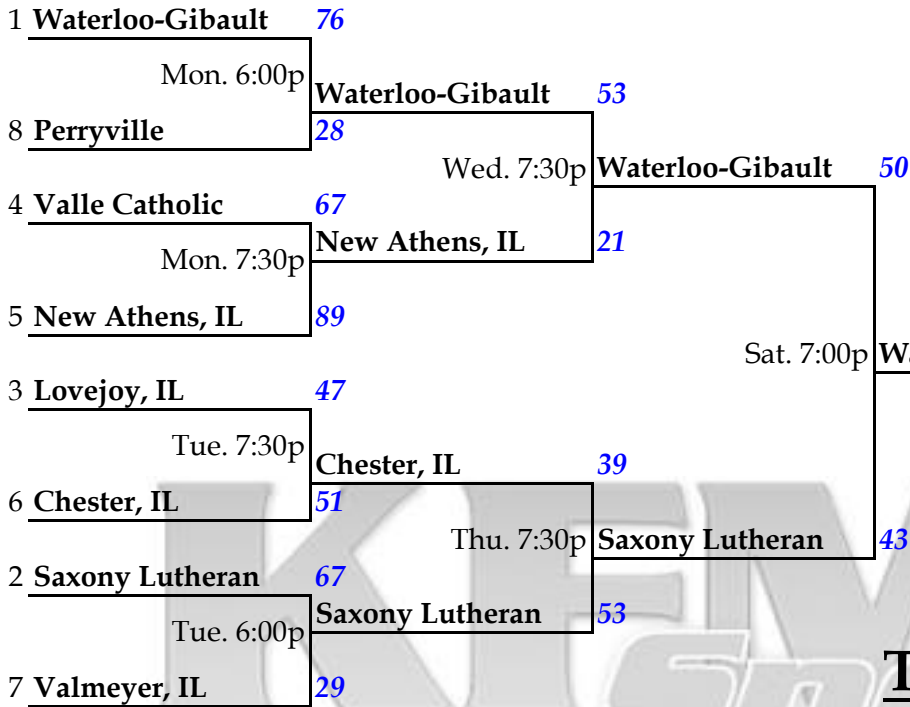 1 Waterloo-Gibault 76
Mon. 6:00p
Waterloo-Gibault 53
8 Perryville 28
Wed. 7:30p Waterloo-Gibault 50
4 Valle Catholic 67
New Athens, IL 21
Mon. 7:30p
5 New Athens, IL 89
Sat. 7:00p
3 Lovejoy, IL 47
Tue. 7:30p
Chester, IL 39
6 Chester, IL 51
Thu. 7:30p Saxony Lutheran 43
2 Saxony Lutheran 67
Saxony Lutheran 53
Tue. 6:00p
7 Valmeyer, IL 29